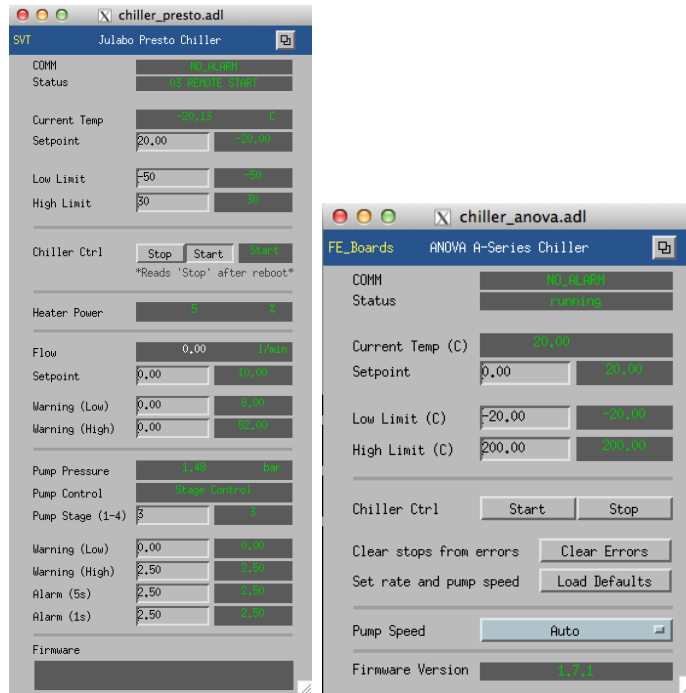 chiller_presto.adl
SVT Julabo Presto Chiller
COMM NO_ALARM
Status 03 REMOTE START
Current Temp -20.13 C
Setpoint 20.00 -20.00
Low Limit -50 -50
High Limit 30 30
Chiller Ctrl Stop Start Start
*Reads 'Stop' after reboot*
Heater Power 5 %
Flow 0.00 l/min
Setpoint 0.00 10.00
Warning (Low) 0.00 8.00
Warning (High) 0.00 52.00
Pump Pressure 1.48 bar
Pump Control Stage Control
Pump Stage (1-4) 3 3
Warning (Low) 0.00 0.00
Warning (High) 2.50 2.50
Alarm (5s) 2.50 2.50
Alarm (1s) 2.50 2.50
Firmware
chiller_anova.adl
FE_Boards ANOVA A-Series Chiller
COMM NO_ALARM
Status running
Current Temp (C) 20.00
Setpoint 0.00 20.00
Low Limit (C) -20.00 -20.00
High Limit (C) 200.00 200.00
Chiller Ctrl Start Stop
Clear stops from errors Clear Errors
Set rate and pump speed Load Defaults
Pump Speed Auto
Firmware Version 1.7.1